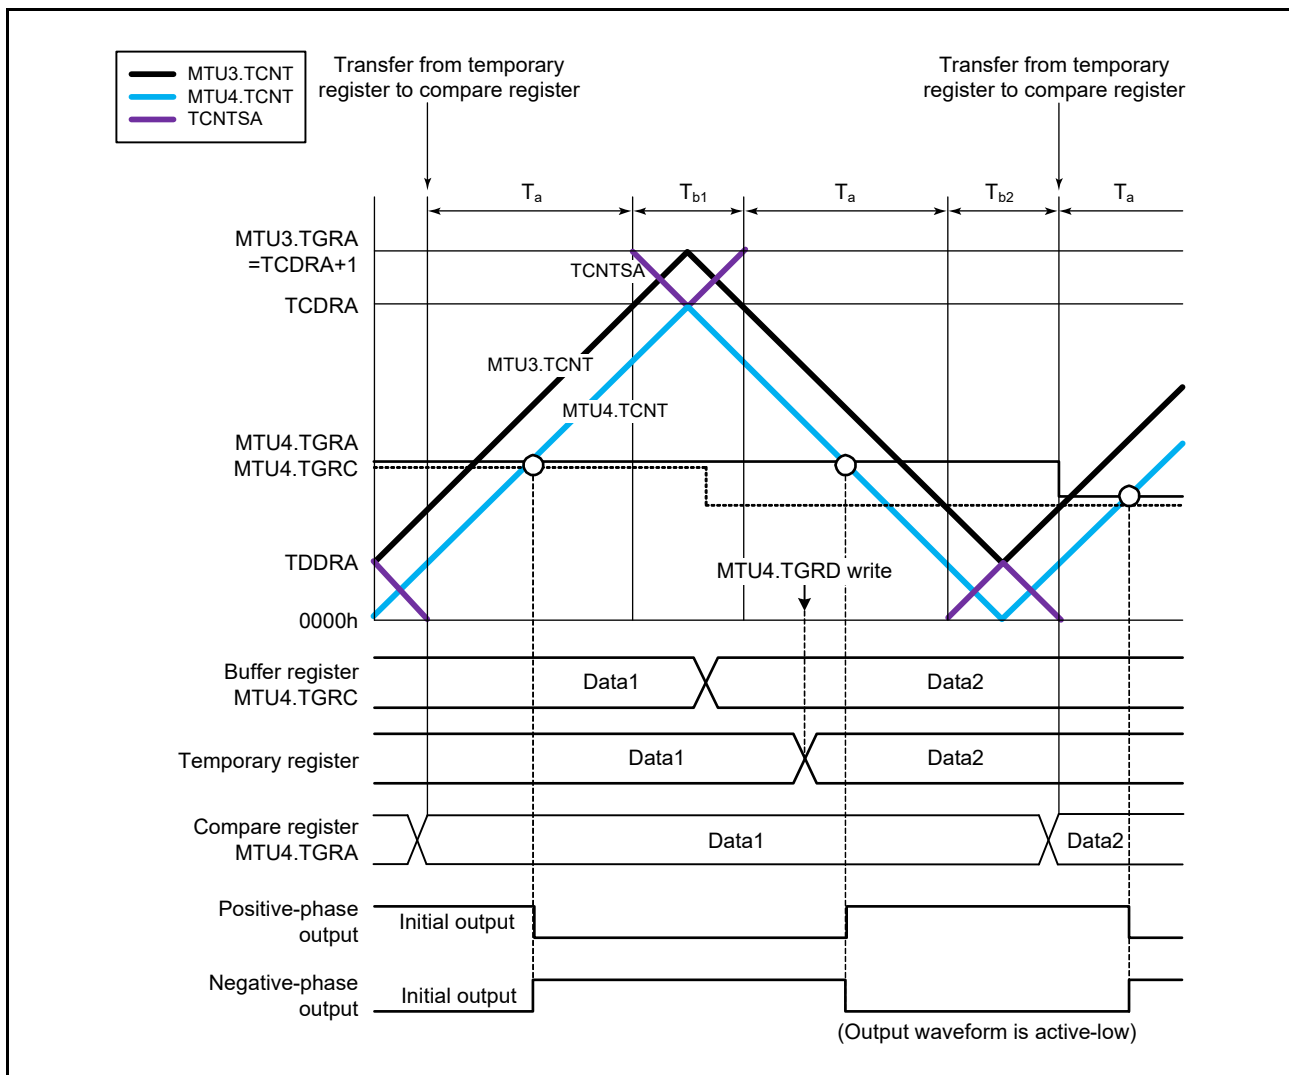 MTU3.TCNT
MTU4.TCNT
TCNTSA
Transfer from temporary
register to compare register
Transfer from temporary
register to compare register
Ta
Tb1
Ta
Tb2
Ta
MTU3.TGRA
=TCDRA+1
TCNTSA
TCDRA
MTU3.TCNT
MTU4.TCNT
MTU4.TGRA
MTU4.TGRC
TDDRA
MTU4.TGRD write
0000h
Buffer register
MTU4.TGRC
Data1
Data2
Temporary register
Data1
Data2
Compare register
MTU4.TGRA
Data1
Data2
Positive-phase
output
Initial output
Negative-phase
output
Initial output
(Output waveform is active-low)